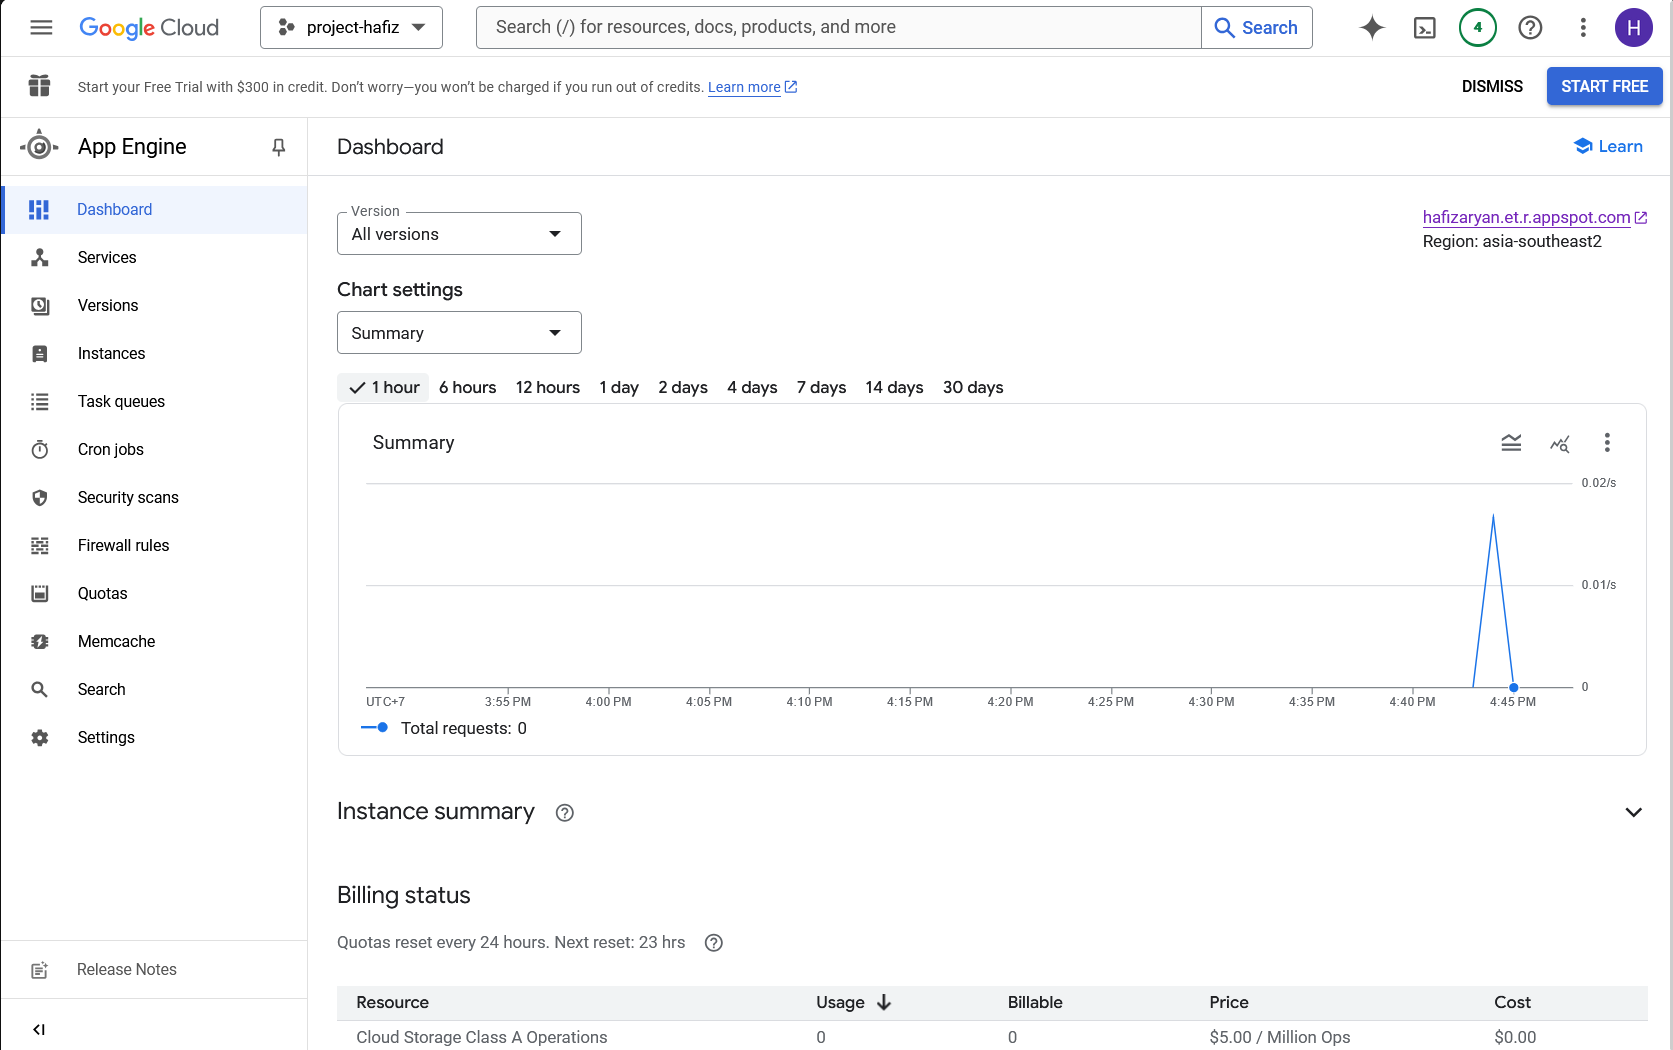 Google Cloud
project-hafiz
Search (/) for resources, docs, products, and more
Search
4
H
Start your Free Trial with $300 in credit. Don't worry—you won't be charged if you run out of credits. Learn more
DISMISS
START FREE
App Engine
Dashboard
Services
Versions
Instances
Task queues
Cron jobs
Security scans
Firewall rules
Quotas
Memcache
Search
Settings
Release Notes
Dashboard
Learn
Version
All versions
hafizaryan.et.r.appspot.com
Region: asia-southeast2
Chart settings
Summary
1 hour 6 hours 12 hours 1 day 2 days 4 days 7 days 14 days 30 days
Summary
0.02/s
0.01/s
0
UTC+7 3:55 PM 4:00 PM 4:05 PM 4:10 PM 4:15 PM 4:20 PM 4:25 PM 4:30 PM 4:35 PM 4:40 PM 4:45 PM
Total requests: 0
Instance summary
Billing status
Quotas reset every 24 hours. Next reset: 23 hrs
Resource Usage Billable Price Cost
Cloud Storage Class A Operations 0 0 $5.00 / Million Ops $0.00